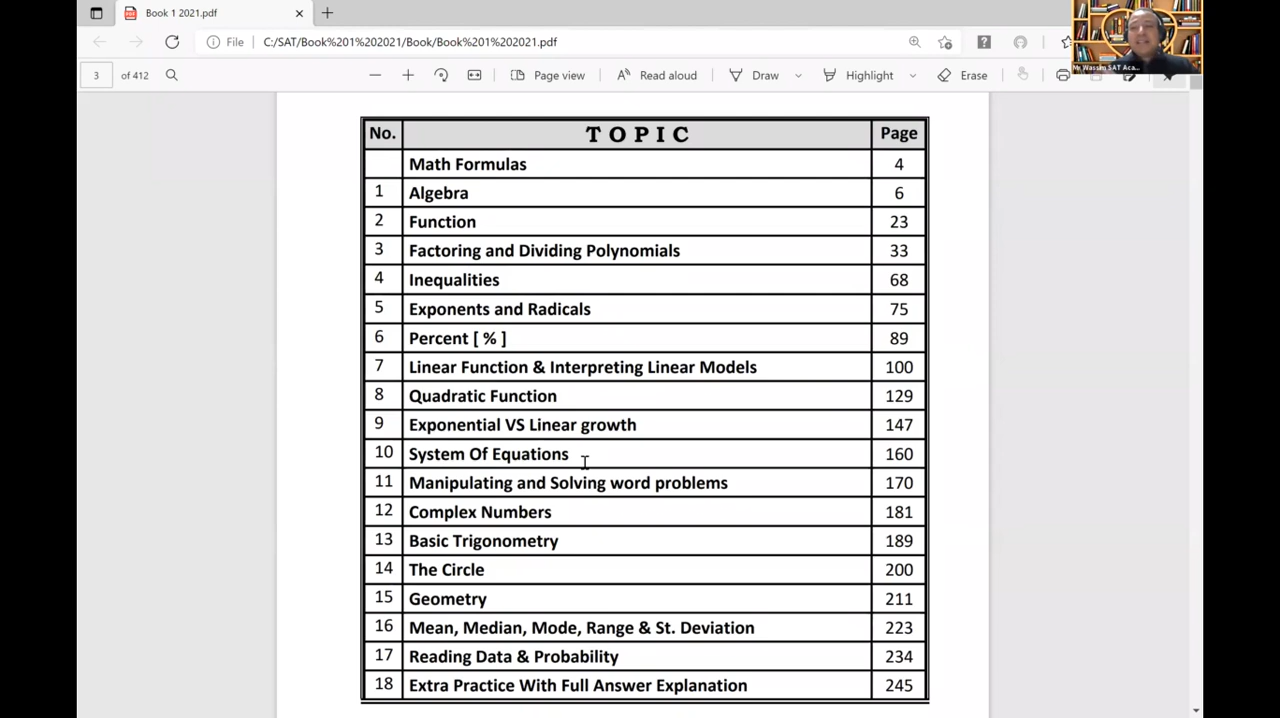 Book 1 2021.pdf
File C:/SAT/Book%201%202021/Book/Book%201%202021.pdf
3 of 412 Page view Read aloud Draw Highlight Erase
Mr Wassim SAT Aca...
No. TOPIC Page
Math Formulas 4
1 Algebra 6
2 Function 23
3 Factoring and Dividing Polynomials 33
4 Inequalities 68
5 Exponents and Radicals 75
6 Percent [ % ] 89
7 Linear Function & Interpreting Linear Models 100
8 Quadratic Function 129
9 Exponential VS Linear growth 147
10 System Of Equations 160
11 Manipulating and Solving word problems 170
12 Complex Numbers 181
13 Basic Trigonometry 189
14 The Circle 200
15 Geometry 211
16 Mean, Median, Mode, Range & St. Deviation 223
17 Reading Data & Probability 234
18 Extra Practice With Full Answer Explanation 245